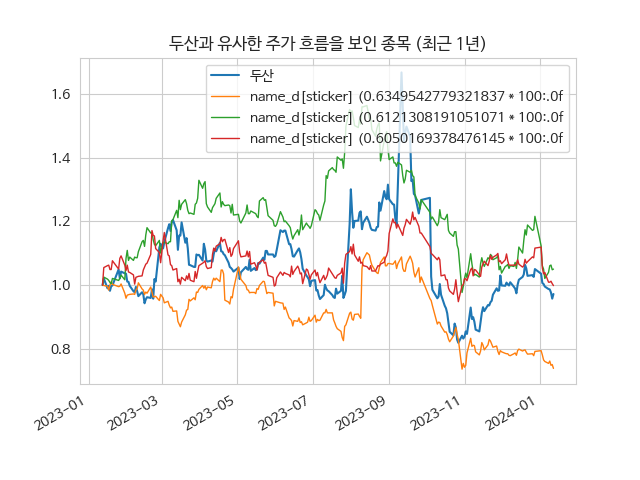 두산과 유사한 주가 흐름을 보인 종목 (최근 1년)
두산
name_d[sticker] (0.6349542779321837 * 100:.0f
name_d[sticker] (0.6121308191051071 * 100:.0f
name_d[sticker] (0.6050169378476145 * 100:.0f
1.6
1.4
1.2
1.0
0.8
2023-01
2023-03
2023-05
2023-07
2023-09
2023-11
2024-01